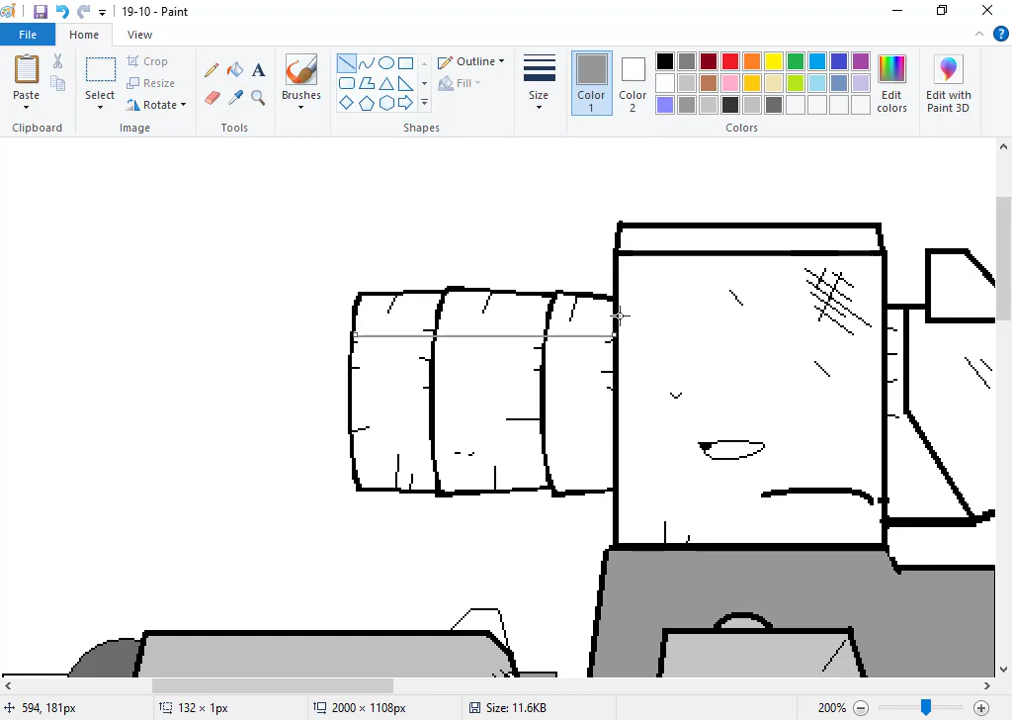 19-10 - Paint
File Home View
Paste
Clipboard
Select
Crop
Resize
Rotate
Image
A
Tools
Brushes
Outline
Fill
Shapes
Size
Color 1
Color 2
Edit colors
Colors
Edit with Paint 3D
?
594, 181px 132 × 1px 2000 × 1108px Size: 11.6KB 200%